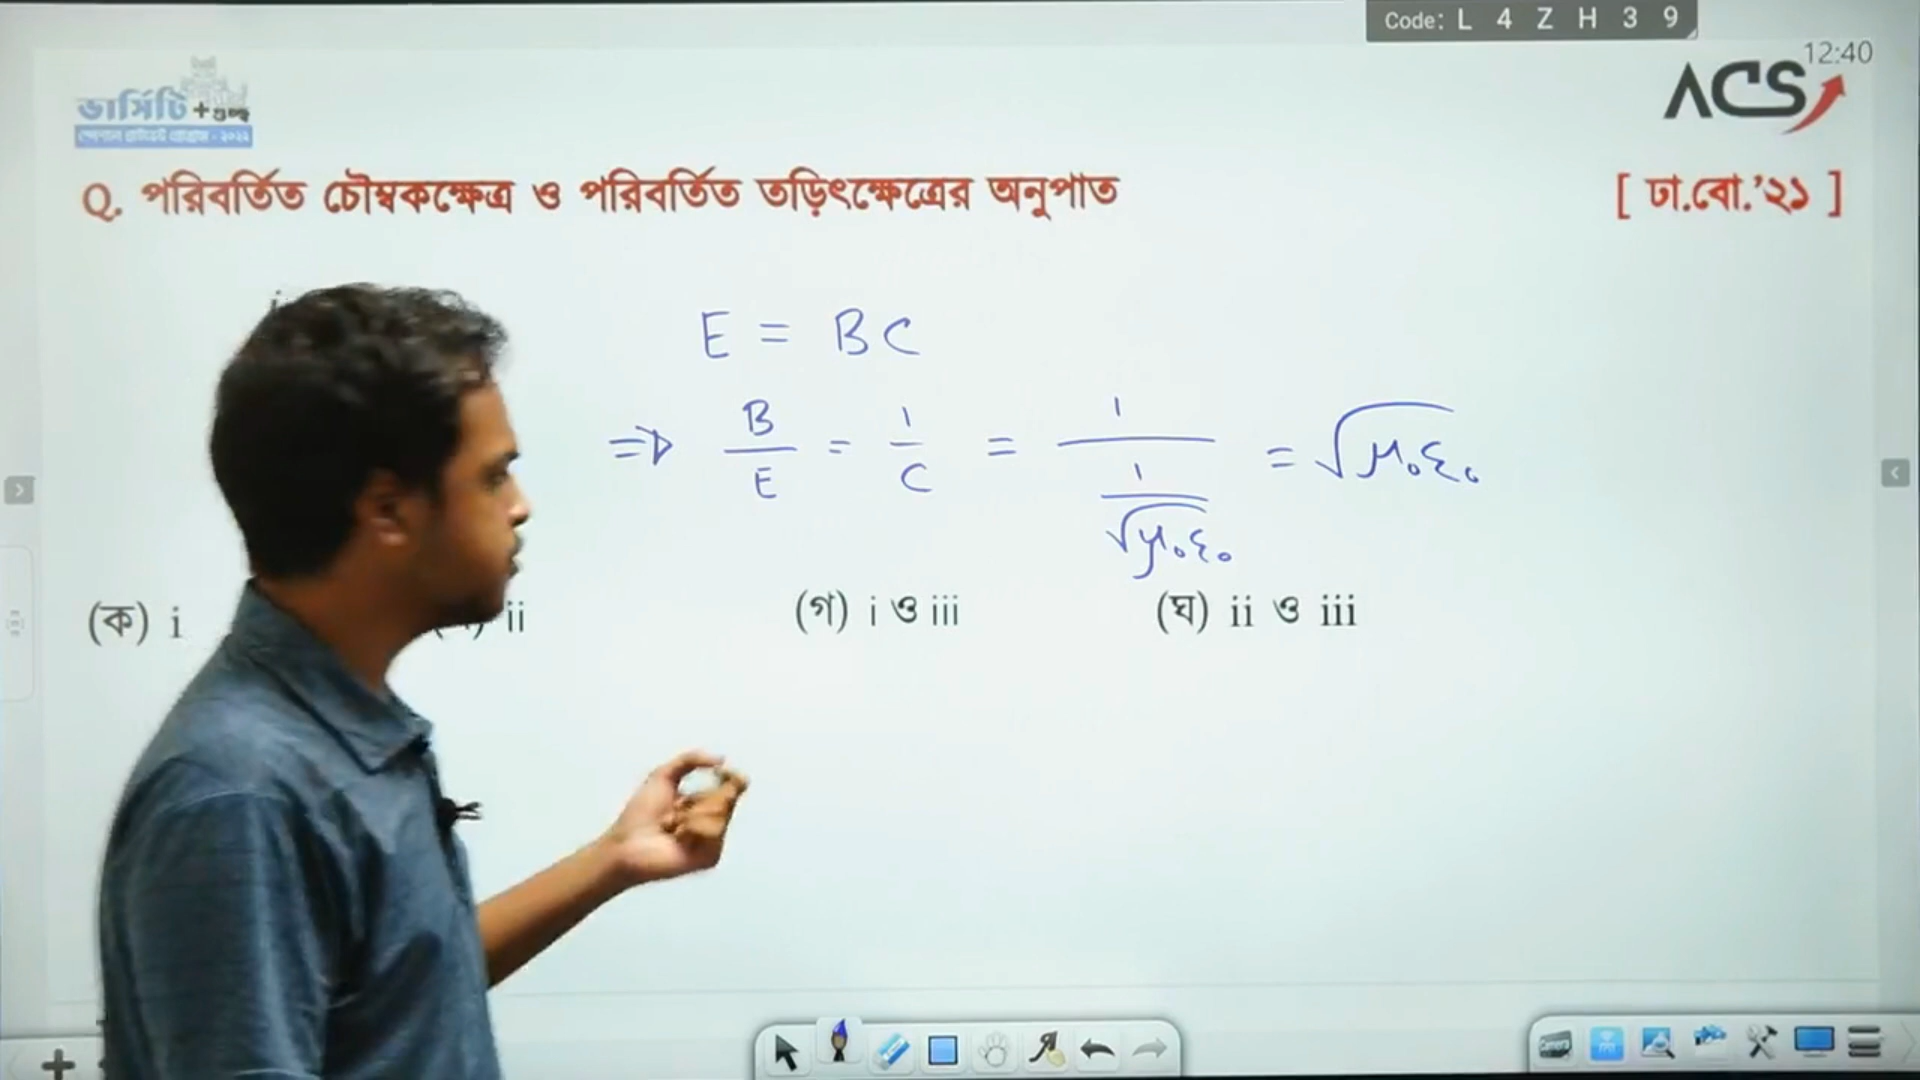 Code: L 4 Z H 3 9
12:40
ভার্সিটি +
ACS
Q. পরিবর্তিত চৌম্বকক্ষেত্র ও পরিবর্তিত তড়িৎক্ষেত্রের অনুপাত [ ঢা.বো.'২১ ]
E = BC
⇒ B/E = 1/C = 1/(1/√μ₀ε₀) = √μ₀ε₀
(ক) i ii (গ) i ও iii (ঘ) ii ও iii